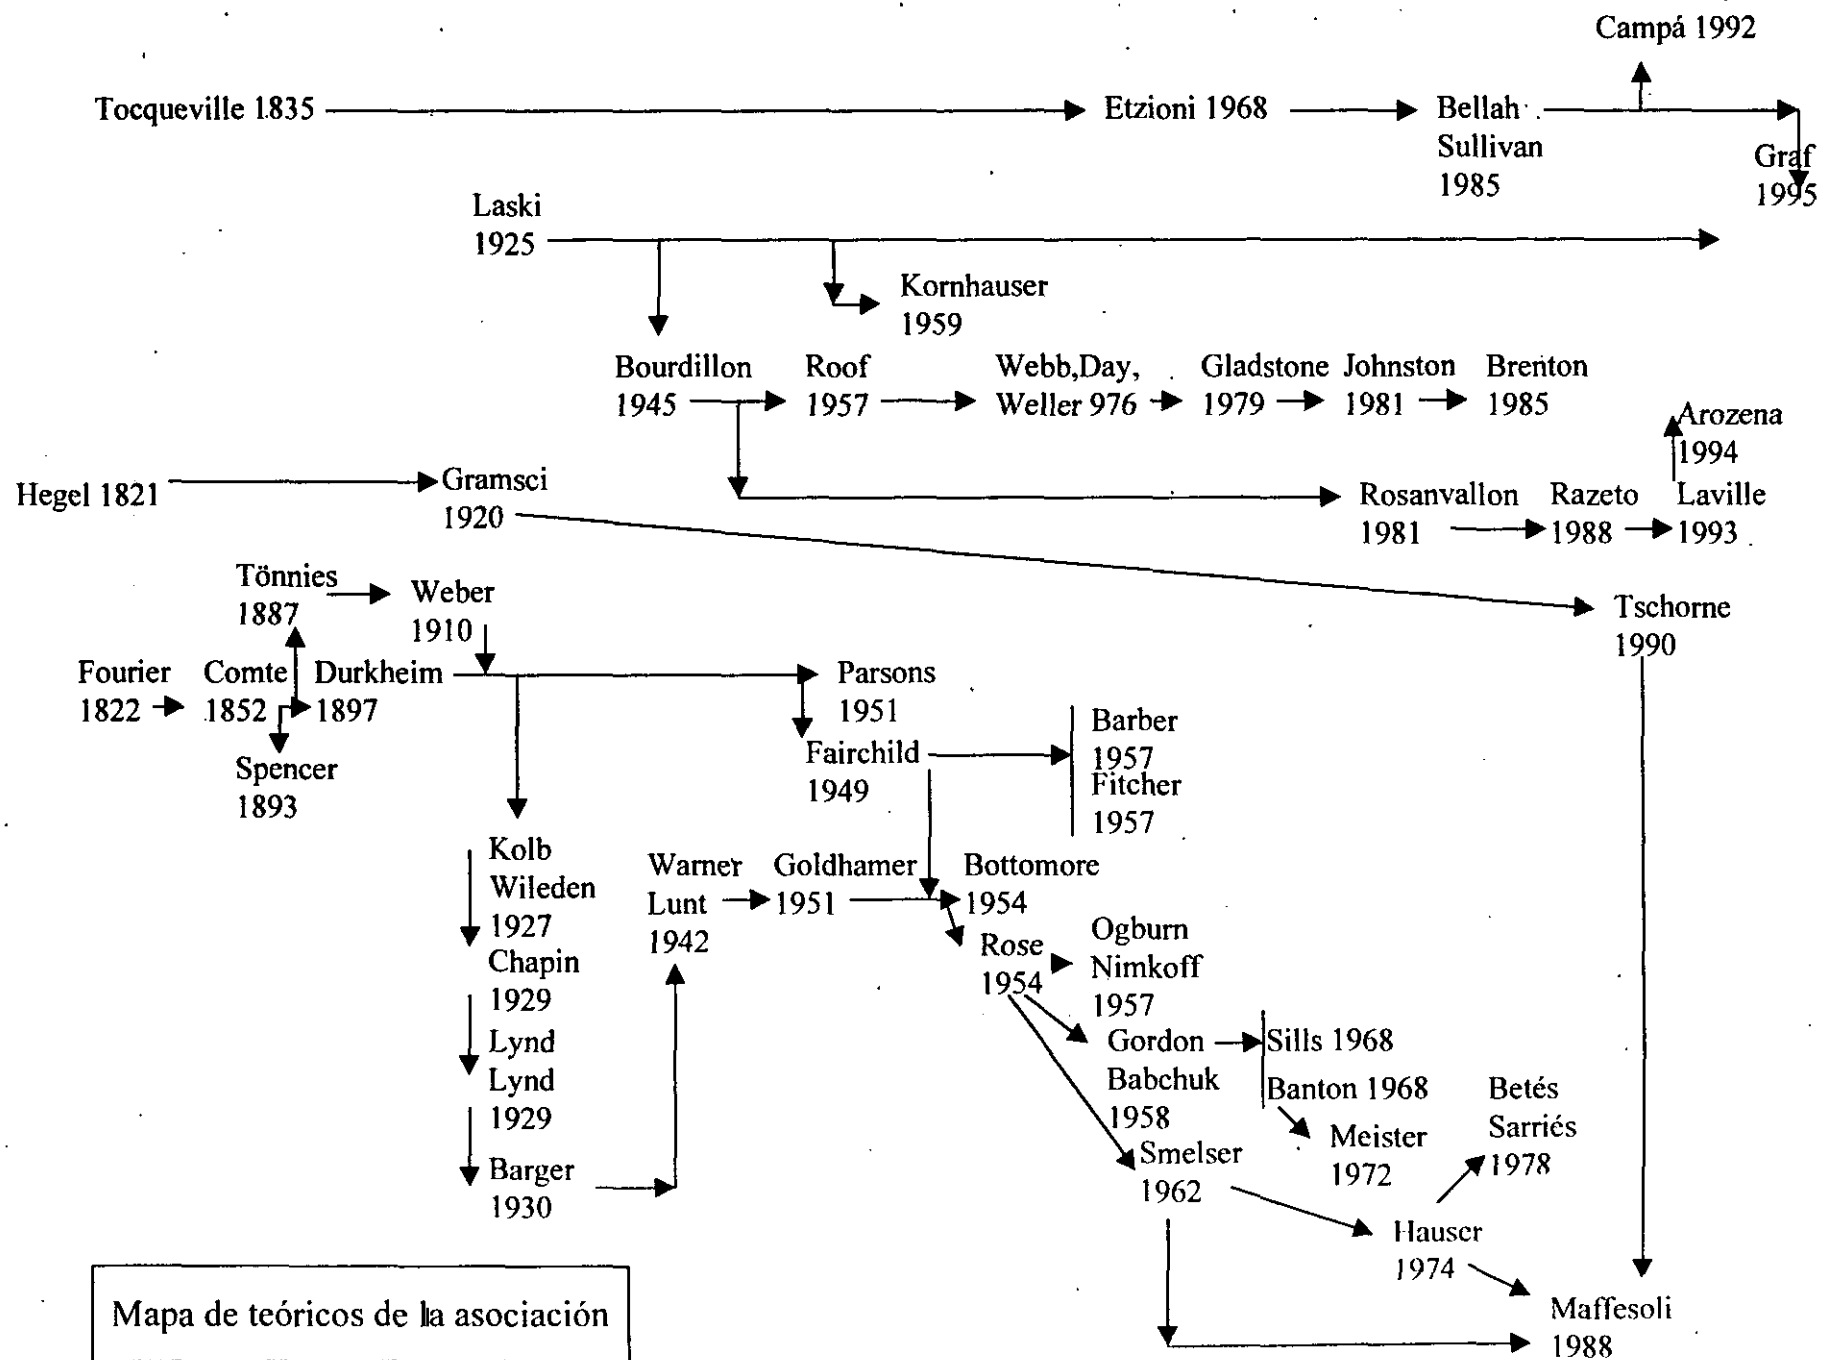 Campá 1992
Tocqueville 1835
Etzioni 1968
Bellah
Sullivan
1985
Graf
1995
Laski
1925
Kornhauser
1959
Bourdillon
1945
Roof
1957
Webb,Day,
Weller 976
Gladstone
1979
Johnston
1981
Brenton
1985
Arozena
1994
Hegel 1821
Gramsci
1920
Rosanvallon
1981
Razeto
1988
Laville
1993
Tönnies
1887
Weber
1910
Tschorne
1990
Fourier
1822
Comte
1852
Durkheim
1897
Parsons
1951
Spencer
1893
Fairchild
1949
Barber
1957
Fitcher
1957
Kolb
Wileden
1927
Chapin
1929
Lynd
Lynd
1929
Barger
1930
Warner
Lunt
1942
Goldhamer
1951
Bottomore
1954
Rose
1954
Ogburn
Nimkoff
1957
Gordon
Babchuk
1958
Sills 1968
Banton 1968
Meister
1972
Betés
Sarriés
1978
Smelser
1962
Hauser
1974
Maffesoli
1988
Mapa de teóricos de la asociación